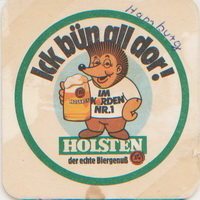 Hamburg
Ick bün all dor!
IM
NORDEN
NR.1
HOLSTEN
der echte Biergenuß